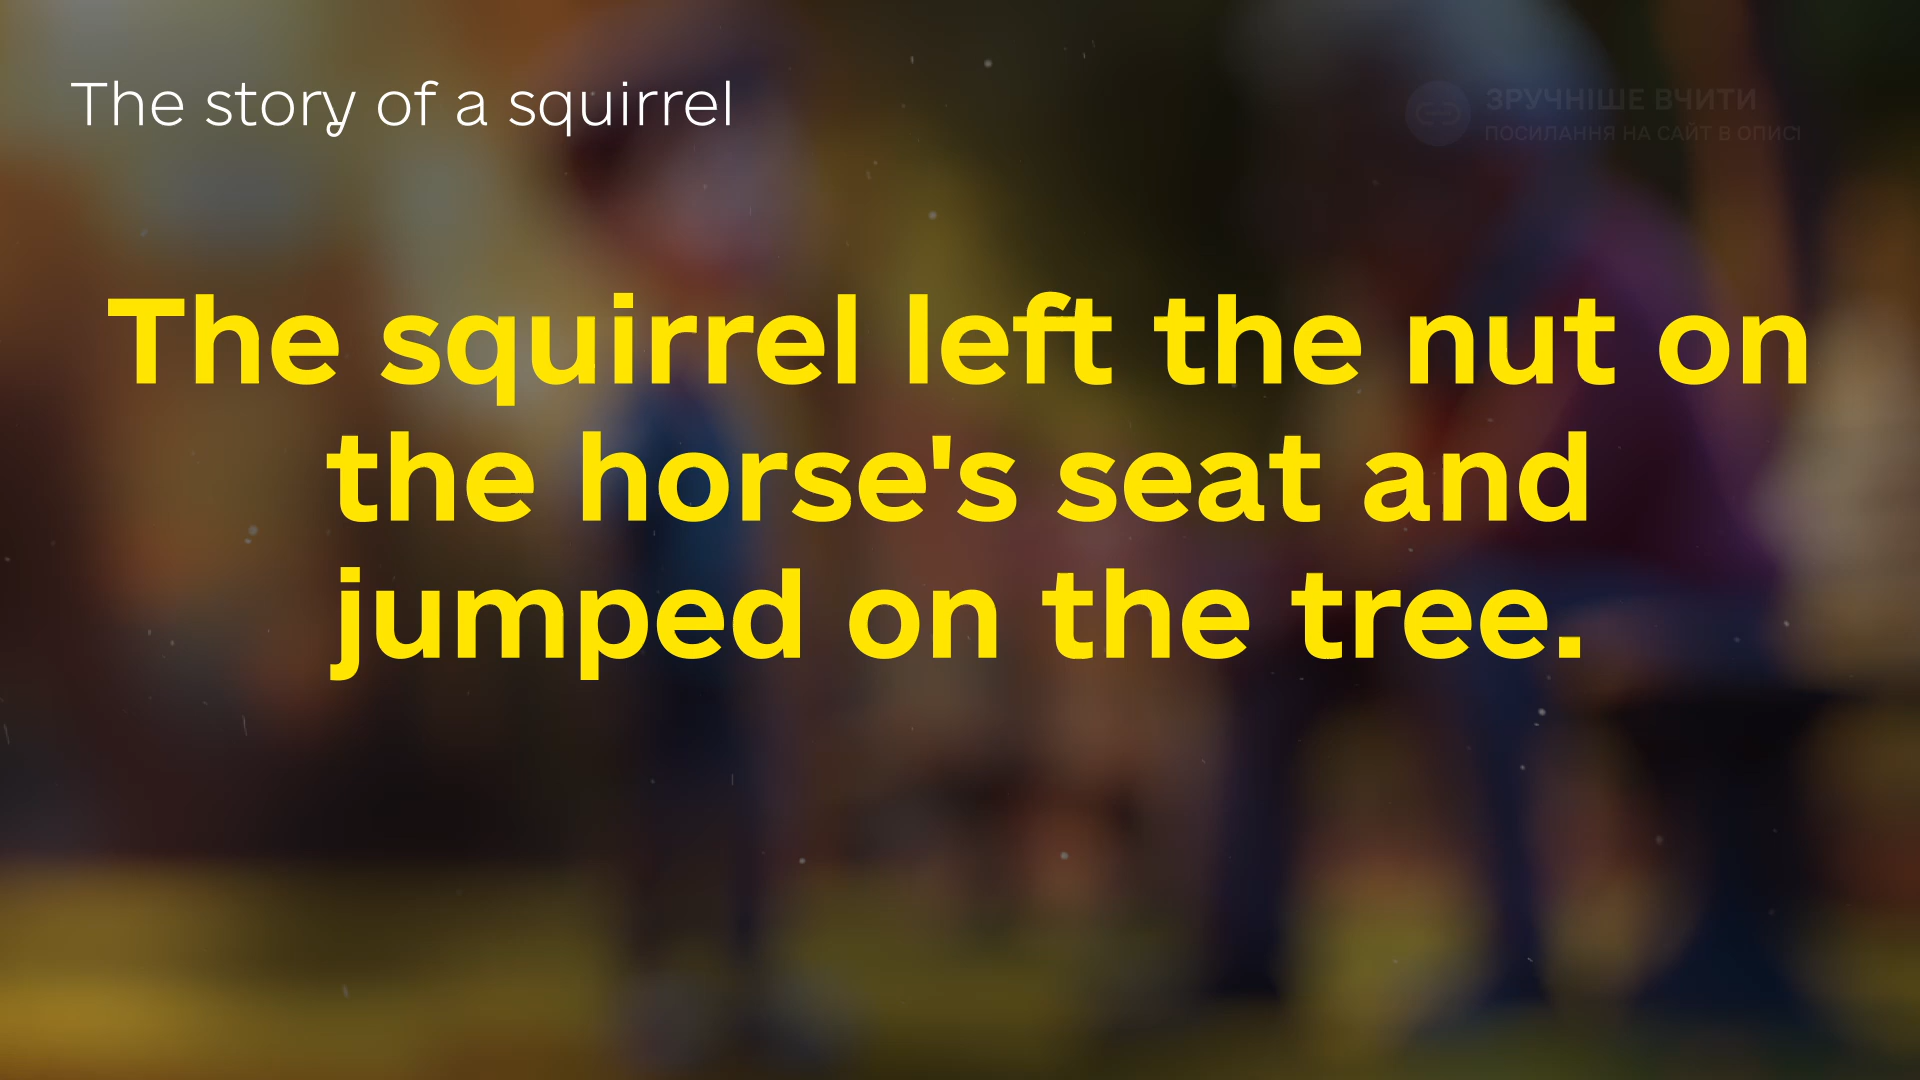 The story of a squirrel
ЗРУЧНІШЕ ВЧИТИ
ПОСИЛАННЯ НА САЙТ В ОПИСІ
The squirrel left the nut on
the horse's seat and
jumped on the tree.